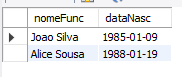 nomeFunc dataNasc
Joao Silva 1985-01-09
Alice Sousa 1988-01-19